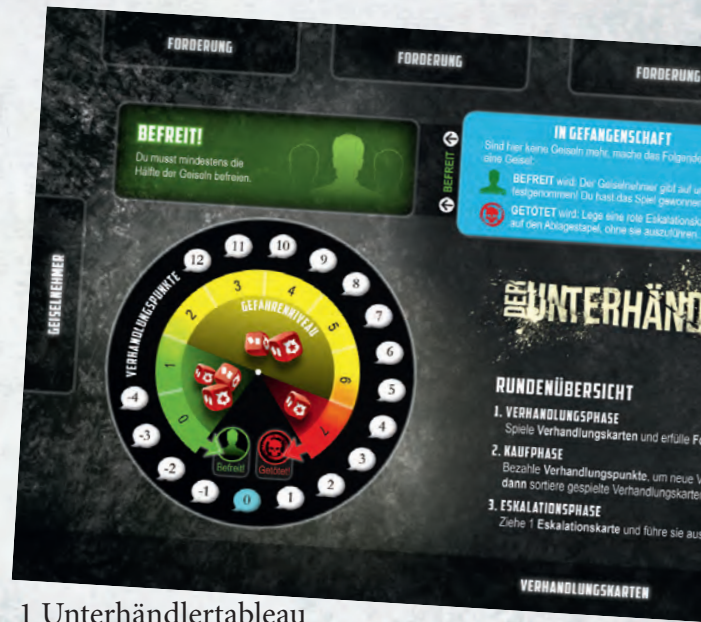 FORDERUNG
FORDERUNG
FORDERUNG
BEFREIT!
Du musst mindestens die
Hälfte der Geiseln befreien.
BEFREIT
IN GEFANGENSCHAFT
Sind hier keine Geiseln mehr, mache das Folgende
eine Geisel:
BEFREIT wird: Der Geiselnehmer gibt auf
festgenommen! Du hast das Spiel gewonnen
GETÖTET wird: Lege eine rote
auf den Ablagestapel, ohne sie auszuführen.
GEISELNEHMER
VERHANDLUNGSPUNKTE
12
11
10
9
8
7
6
5
4
3
2
1
0
-1
-2
-3
-4
GEFAHRENNIVEAU
0
1
2
3
4
5
6
7
Befreit!
Getötet!
DER
RUNDENÜBERSICHT
1. VERHANDLUNGSPHASE
Spiele Verhandlungskarten und erfülle
2. KAUFPHASE
Bezahle Verhandlungspunkte, um neue
dann sortiere gespielte
3. ESKALATIONSPHASE
Ziehe 1 Eskalationskarte und führe sie aus
VERHANDLUNGSKARTEN
1 Unterhändlertableau